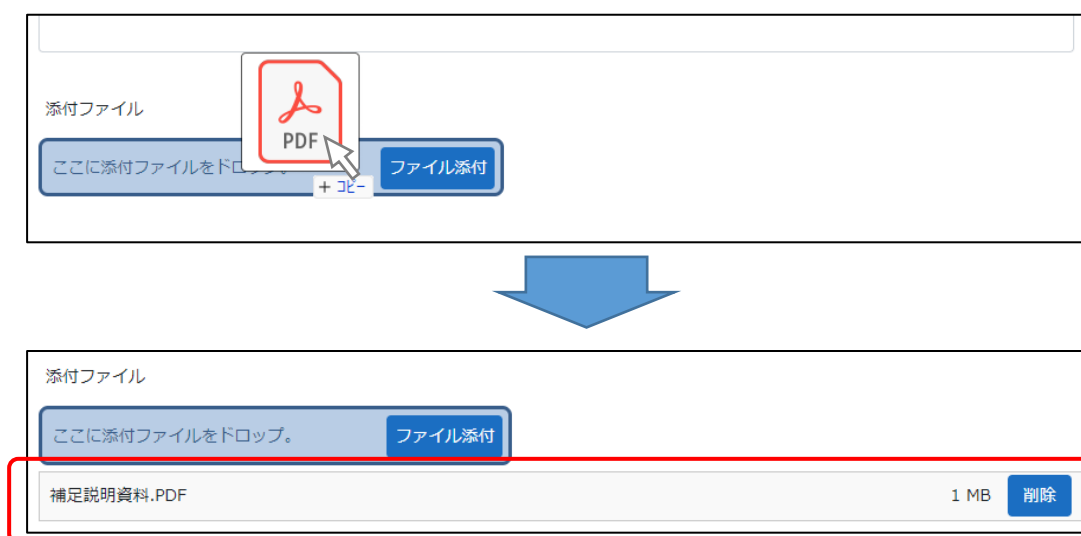 添付ファイル
PDF
ここに添付ファイルをドロップ。
ファイル添付
+ コピー
添付ファイル
ここに添付ファイルをドロップ。
ファイル添付
補足説明資料.PDF 1 MB 削除